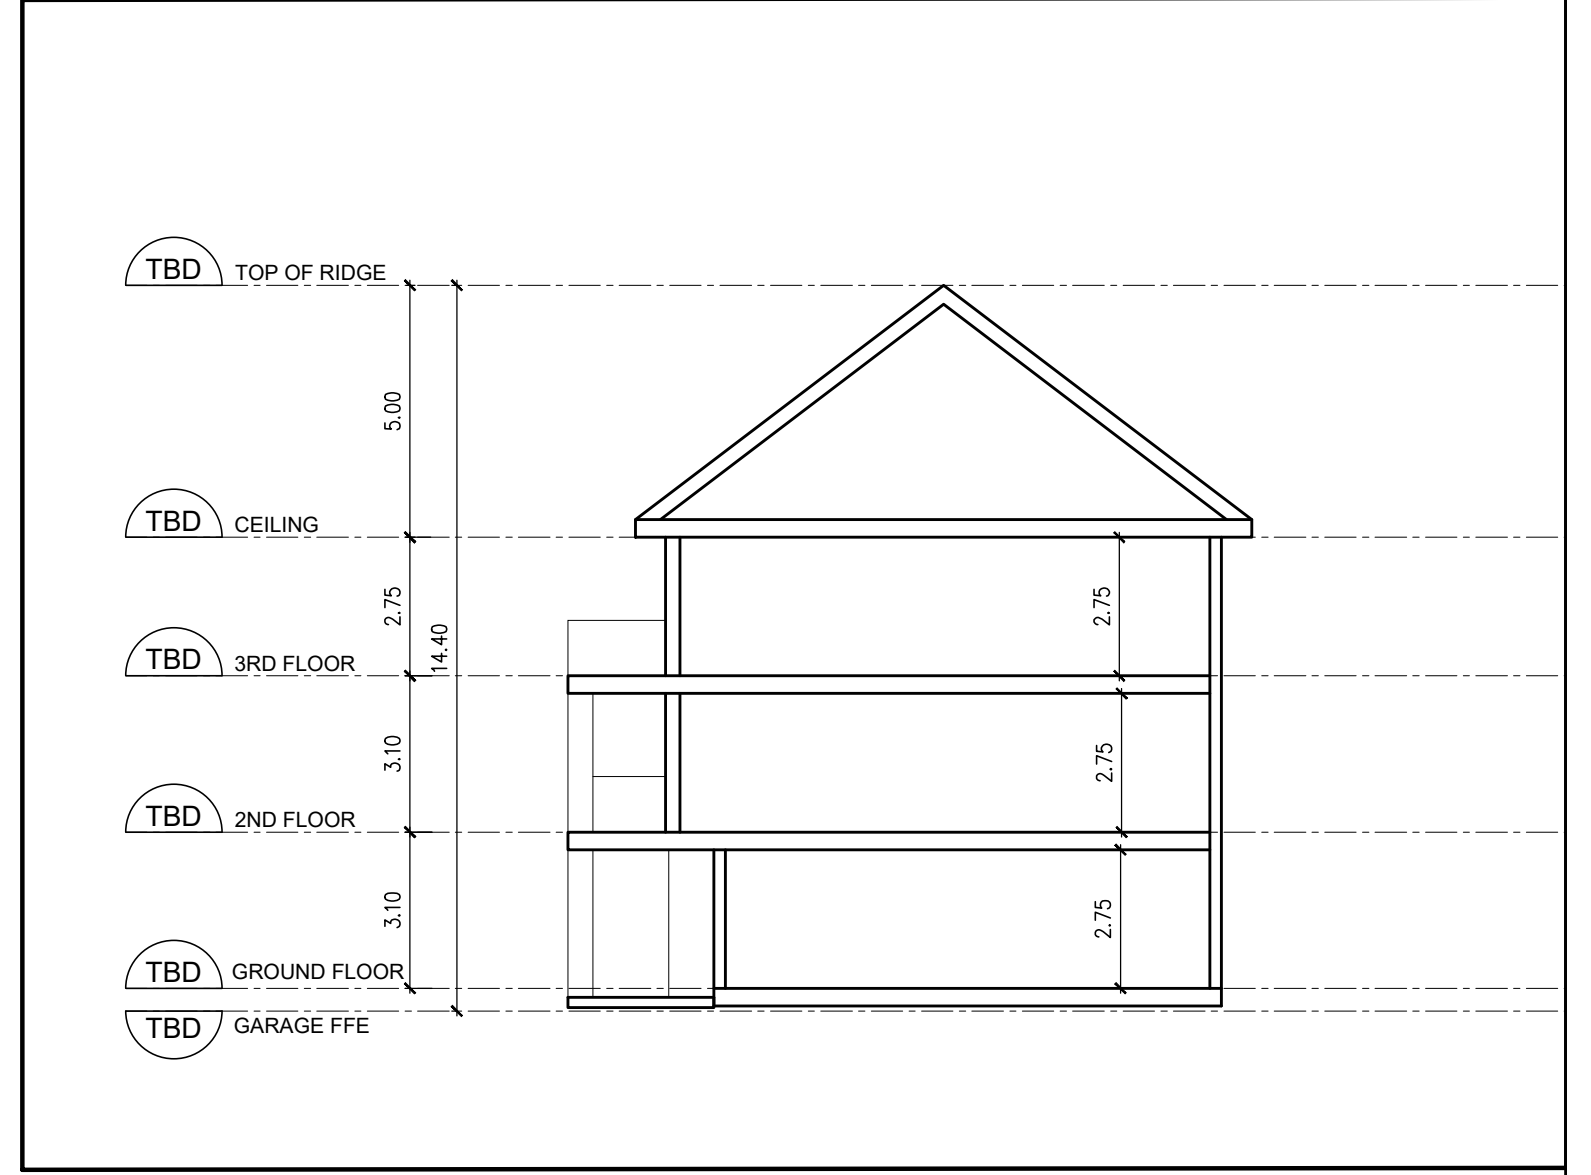 TBD TOP OF RIDGE
5.00
TBD CEILING
2.75
2.75
14.40
TBD 3RD FLOOR
3.10
2.75
TBD 2ND FLOOR
3.10
2.75
TBD GROUND FLOOR
TBD GARAGE FFE